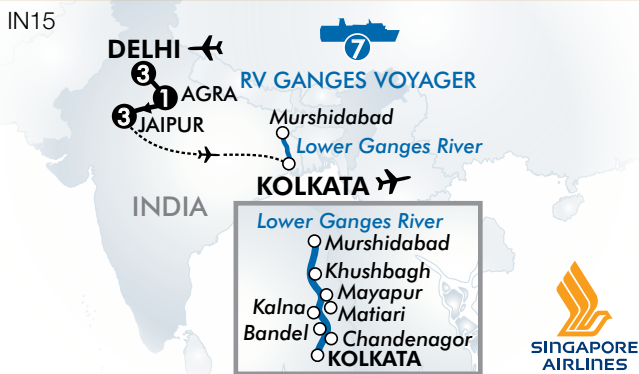 IN15
DELHI
3
7
RV GANGES VOYAGER
1
AGRA
3
JAIPUR
Murshidabad
Lower Ganges River
KOLKATA
INDIA
Lower Ganges River
Murshidabad
Khushbagh
Mayapur
Kalna
Matiari
Bandel
Chandenagor
KOLKATA
SINGAPORE
AIRLINES